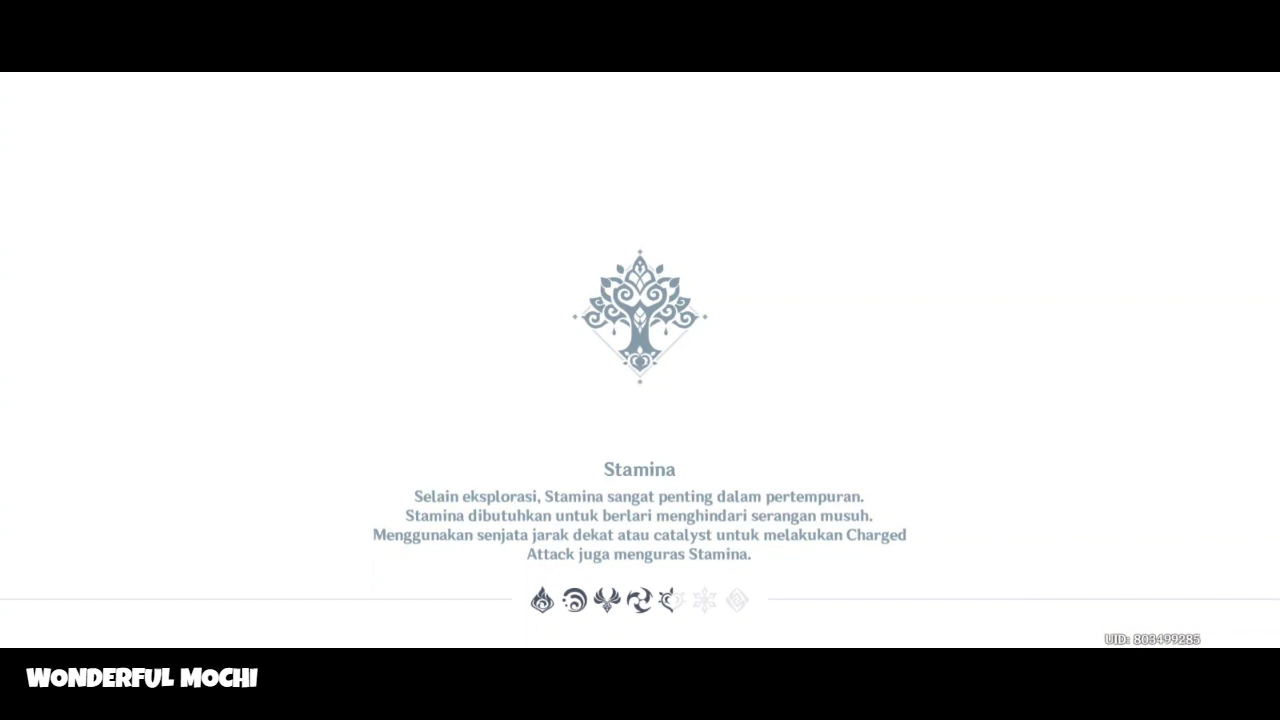 Stamina
Selain eksplorasi, Stamina sangat penting dalam pertempuran.
Stamina dibutuhkan untuk berlari menghindari serangan musuh.
Menggunakan senjata jarak dekat atau catalyst untuk melakukan Charged
Attack juga menguras Stamina.
UID: 803499285
WONDERFUL MOCHI